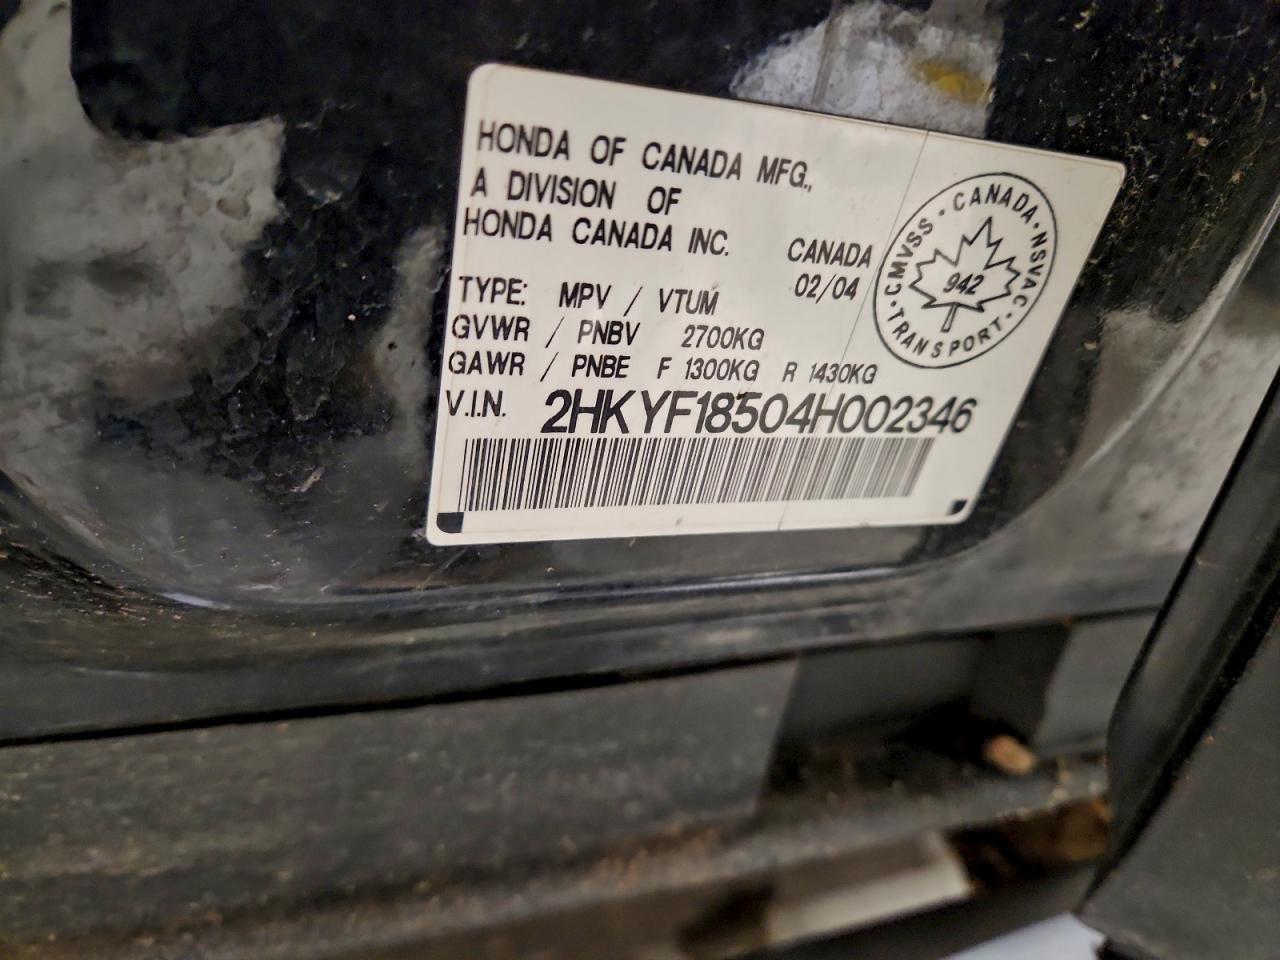 HONDA OF CANADA MFG.,
A DIVISION OF
HONDA CANADA INC. CANADA
02/04
TYPE: MPV / VTUM
GVWR / PNBV 2700KG
GAWR / PNBE F 1300KG R 1430KG
V.I.N. 2HKYF18504H002346
CANADA · NSVAC · TRANSPORT · CMVSS ·
942